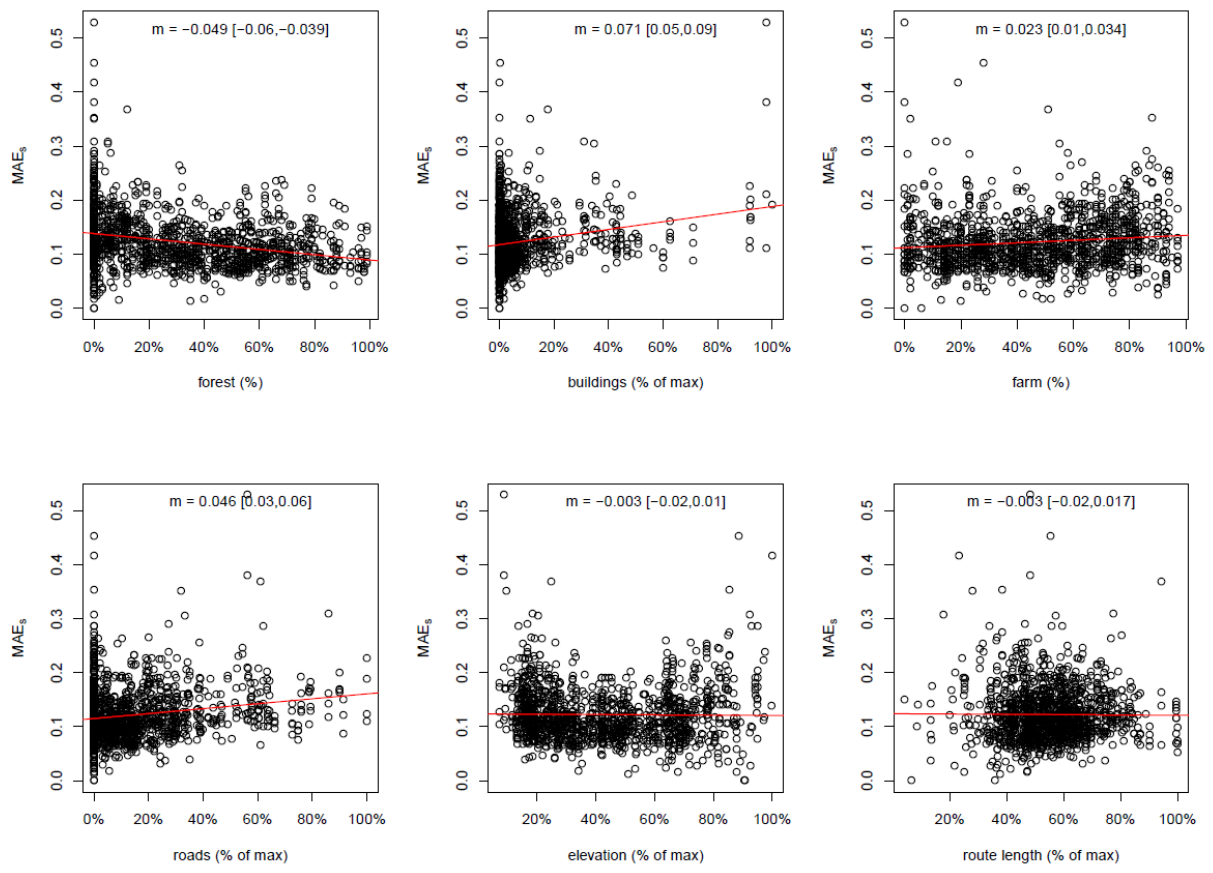 m = −0.049 [−0.06,−0.039]
MAEs
0.0 0.1 0.2 0.3 0.4 0.5
0% 20% 40% 60% 80% 100%
forest (%)
m = 0.071 [0.05,0.09]
MAEs
0.0 0.1 0.2 0.3 0.4 0.5
0% 20% 40% 60% 80% 100%
buildings (% of max)
m = 0.023 [0.01,0.034]
MAEs
0.0 0.1 0.2 0.3 0.4 0.5
0% 20% 40% 60% 80% 100%
farm (%)
m = 0.046 [0.03,0.06]
MAEs
0.0 0.1 0.2 0.3 0.4 0.5
0% 20% 40% 60% 80% 100%
roads (% of max)
m = −0.003 [−0.02,0.01]
MAEs
0.0 0.1 0.2 0.3 0.4 0.5
20% 40% 60% 80% 100%
elevation (% of max)
m = −0.003 [−0.02,0.017]
MAEs
0.0 0.1 0.2 0.3 0.4 0.5
20% 40% 60% 80% 100%
route length (% of max)